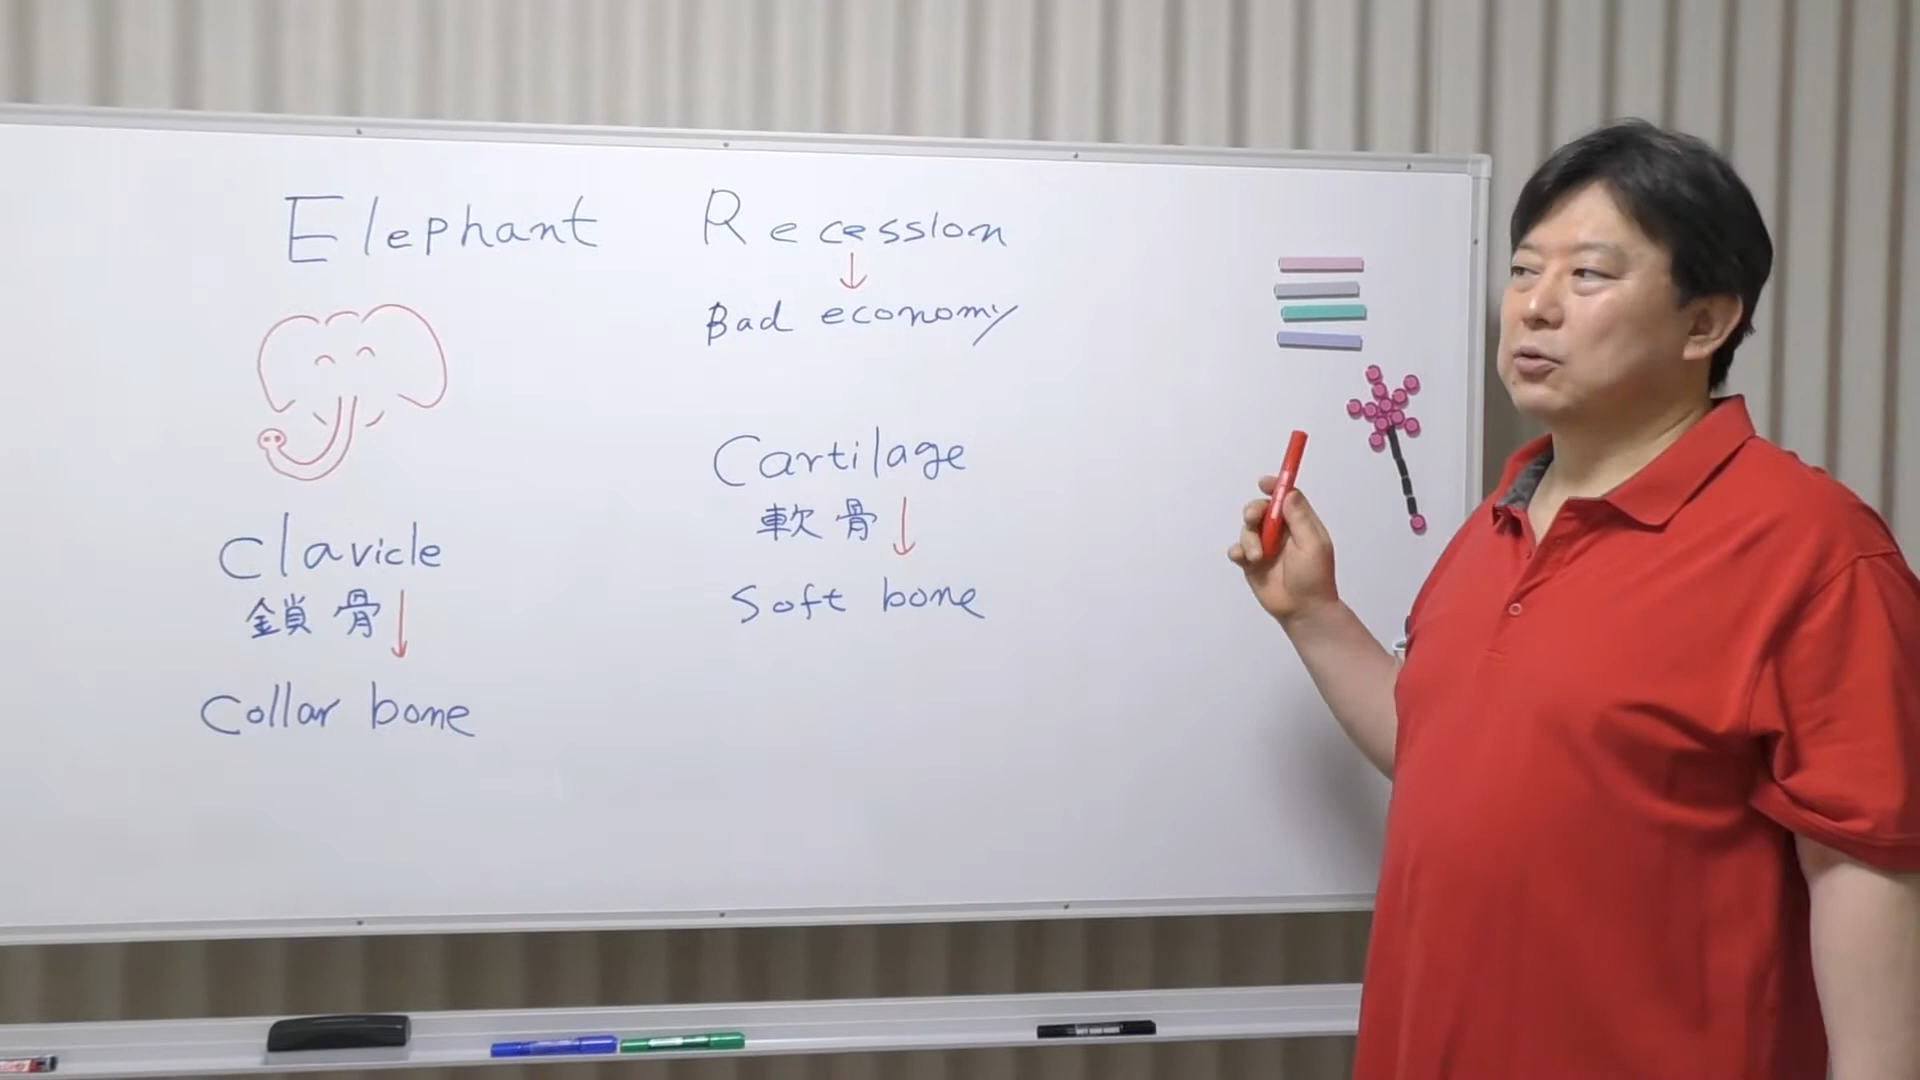 Elephant
Recession
Bad economy
Clavicle
鎖骨
Collar bone
Cartilage
軟骨
Soft bone